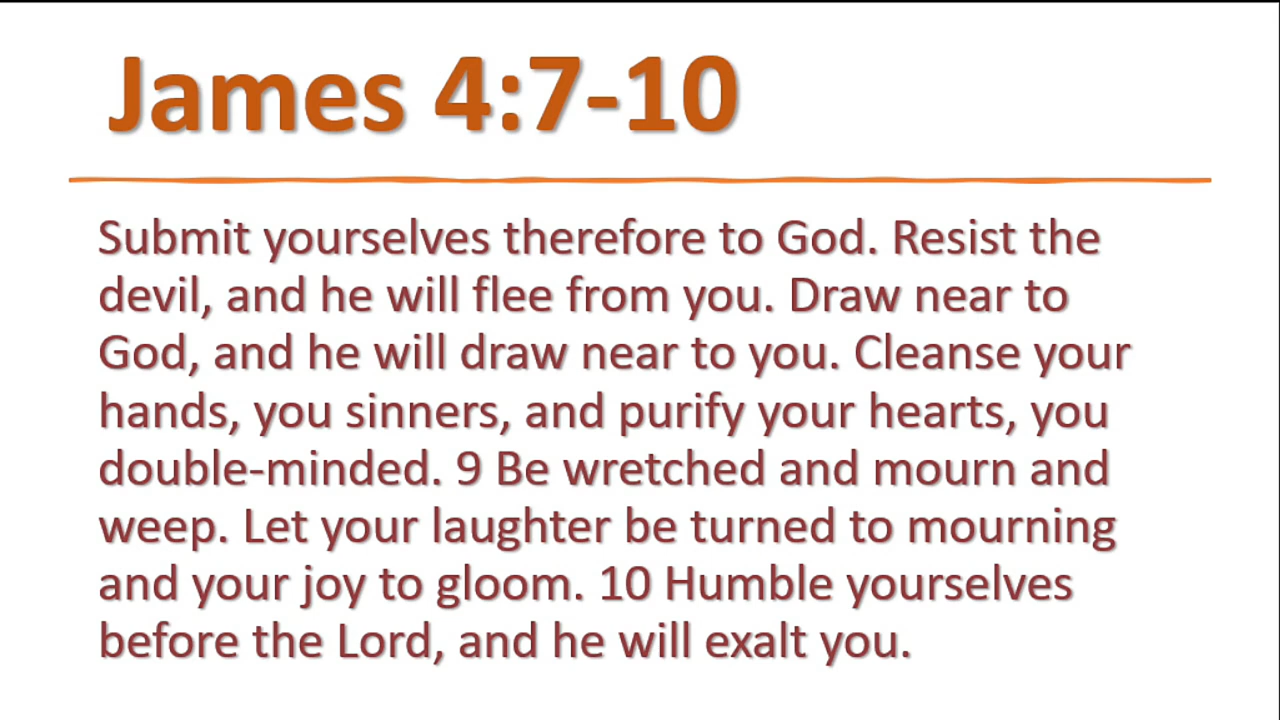 James 4:7-10
Submit yourselves therefore to God. Resist the
devil, and he will flee from you. Draw near to
God, and he will draw near to you. Cleanse your
hands, you sinners, and purify your hearts, you
double-minded. 9 Be wretched and mourn and
weep. Let your laughter be turned to mourning
and your joy to gloom. 10 Humble yourselves
before the Lord, and he will exalt you.